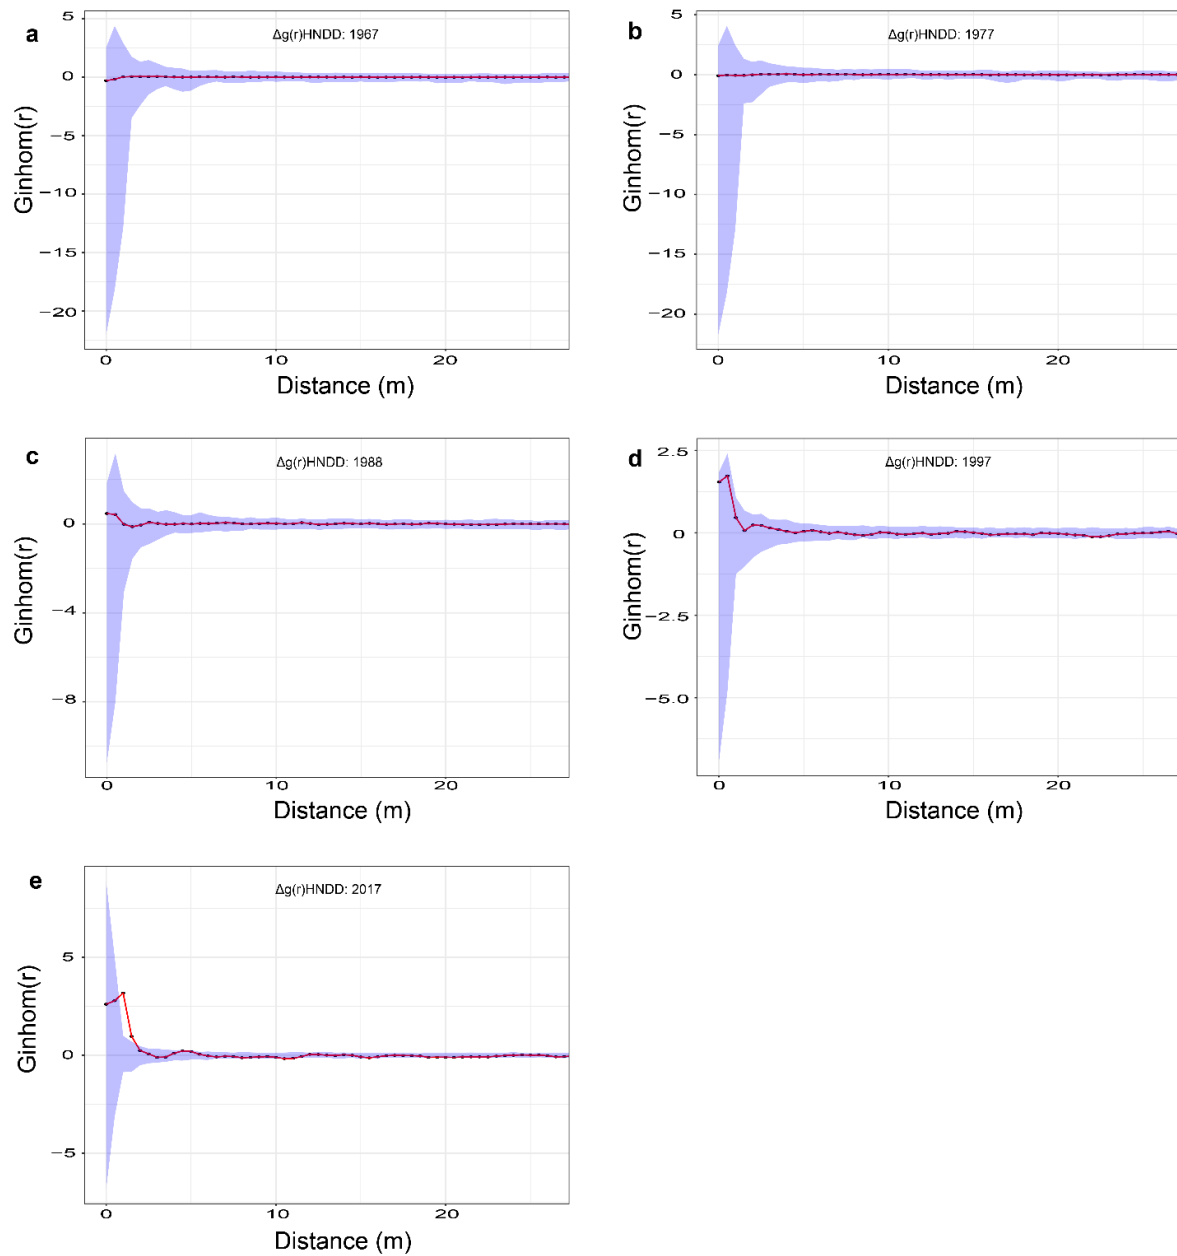 a
Δg(r)HNDD: 1967
5
0
−5
−10
−15
−20
Ginhom(r)
0 10 20
Distance (m)
b
Δg(r)HNDD: 1977
5
0
−5
−10
−15
−20
Ginhom(r)
0 10 20
Distance (m)
c
Δg(r)HNDD: 1988
0
−4
−8
Ginhom(r)
0 10 20
Distance (m)
d
Δg(r)HNDD: 1997
2.5
0
−2.5
−5.0
Ginhom(r)
0 10 20
Distance (m)
e
Δg(r)HNDD: 2017
5
0
−5
Ginhom(r)
0 10 20
Distance (m)